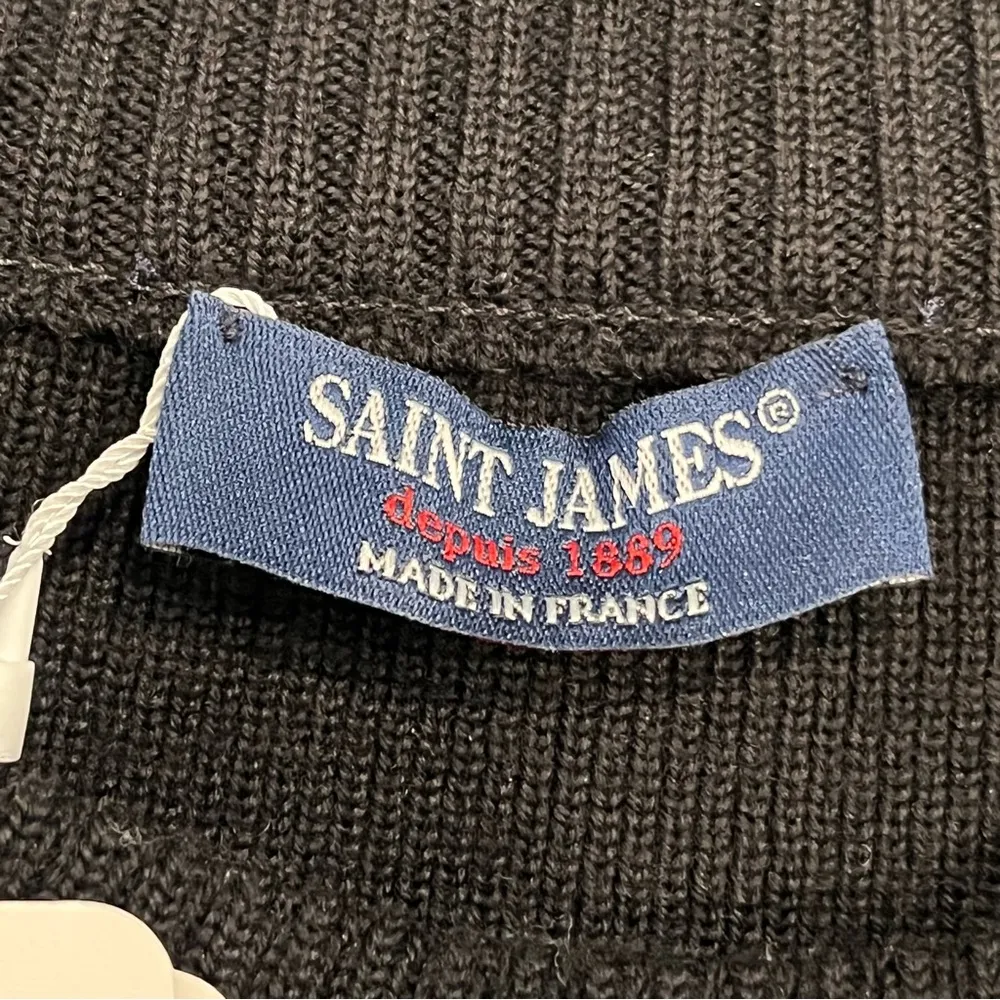 SAINT JAMES®
depuis 1889
MADE IN FRANCE